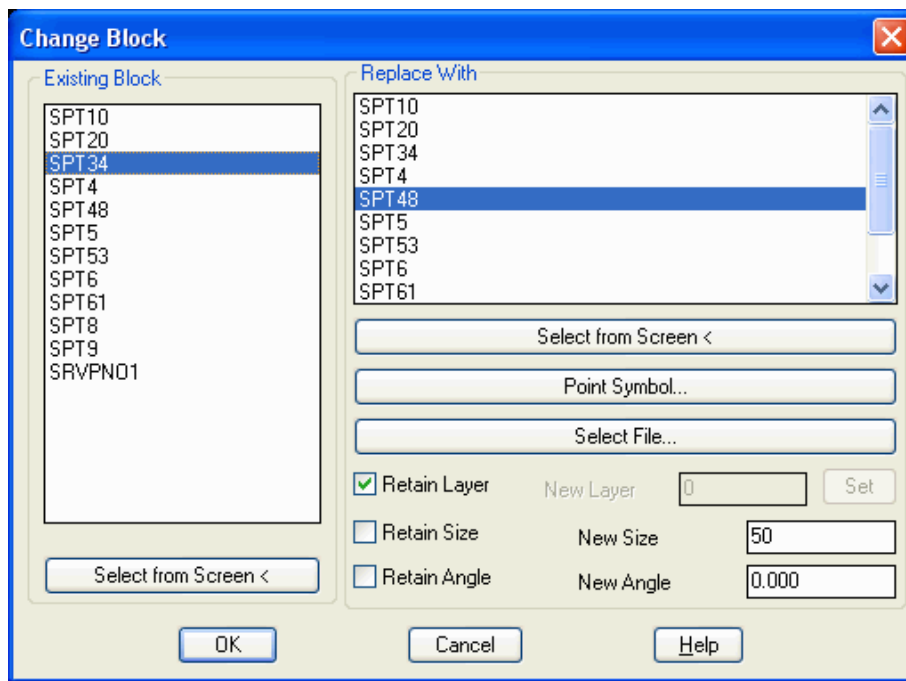 Change Block
Existing Block
SPT10
SPT20
SPT34
SPT4
SPT48
SPT5
SPT53
SPT6
SPT61
SPT8
SPT9
SRVPNO1
Select from Screen <
Replace With
SPT10
SPT20
SPT34
SPT4
SPT48
SPT5
SPT53
SPT6
SPT61
Select from Screen <
Point Symbol...
Select File...
Retain Layer New Layer 0 Set
Retain Size New Size 50
Retain Angle New Angle 0.000
OK Cancel Help